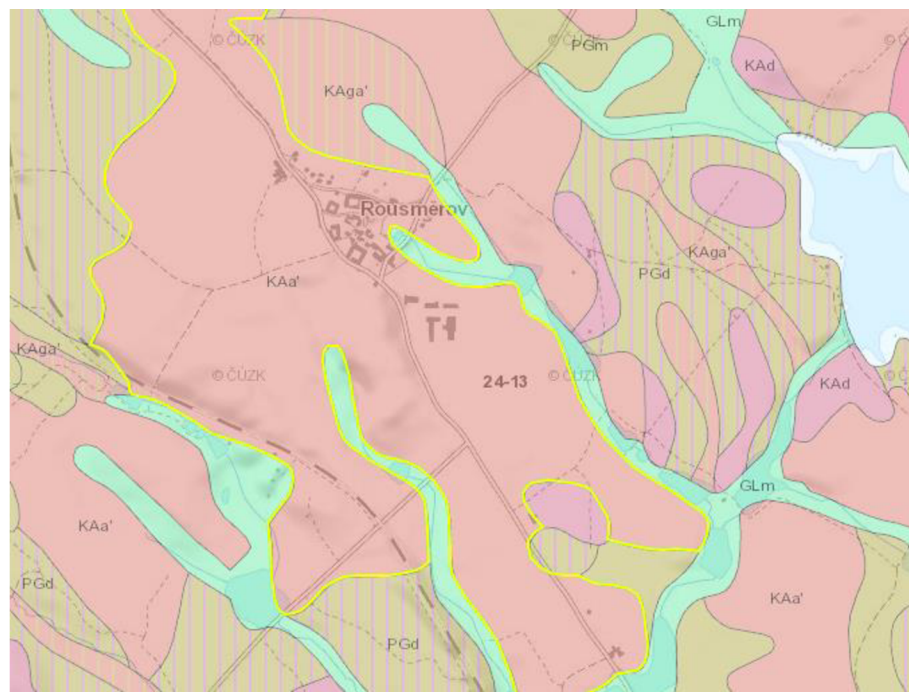 GLm
© ČÚZK
© ČÚZK
© Č
PGm
KAd
KAga'
Rousměrov
KAga'
PGd
KAa'
KAga'
© ČÚZK
24-13
© ČÚZK
© Č
KAd
GLm
KAa'
PGd
KAa'
PGd